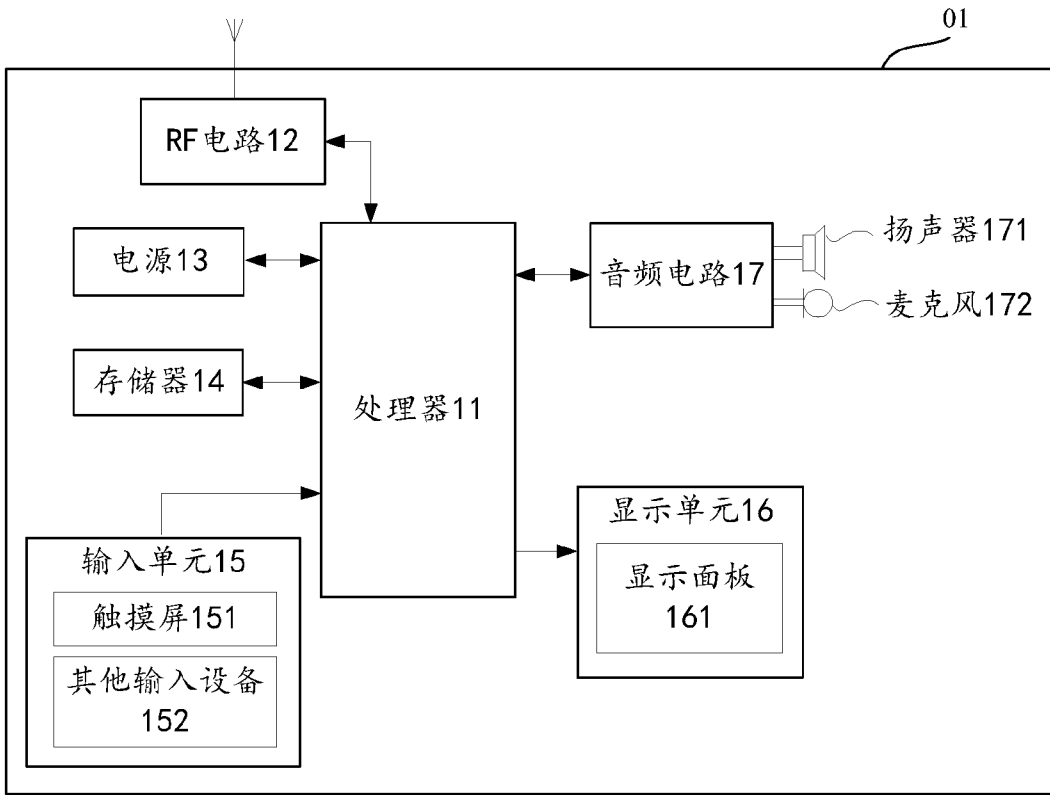 01
RF电路12
电源13
音频电路17
扬声器171
麦克风172
存储器14
处理器11
显示单元16
显示面板
161
输入单元15
触摸屏151
其他输入设备
152